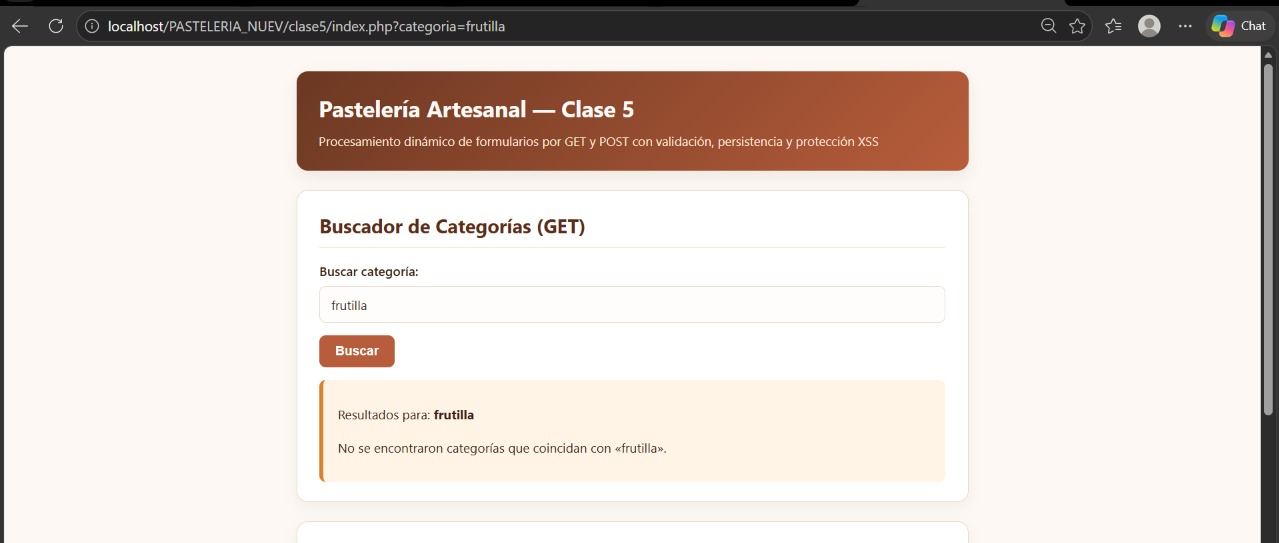 localhost/PASTELERIA_NUEV/clase5/index.php?categoria=frutilla
Chat
Pastelería Artesanal — Clase 5
Procesamiento dinámico de formularios por GET y POST con validación, persistencia y protección XSS
Buscador de Categorías (GET)
Buscar categoría:
frutilla
Buscar
Resultados para: frutilla
No se encontraron categorías que coincidan con «frutilla».